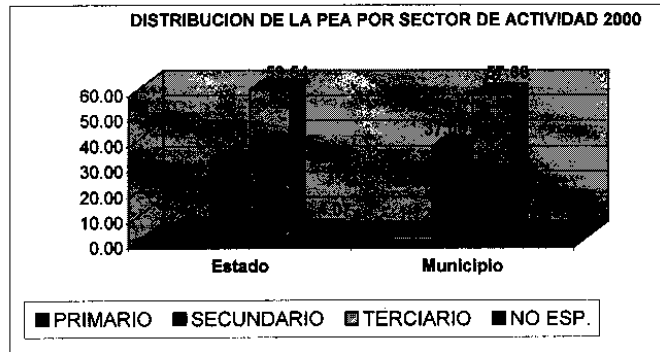 DISTRIBUCION DE LA PEA POR SECTOR DE ACTIVIDAD 2000
60.00
50.00
40.00
30.00
20.00
10.00
0.00
Estado
Municipio
PRIMARIO SECUNDARIO TERCIARIO NO ESP.